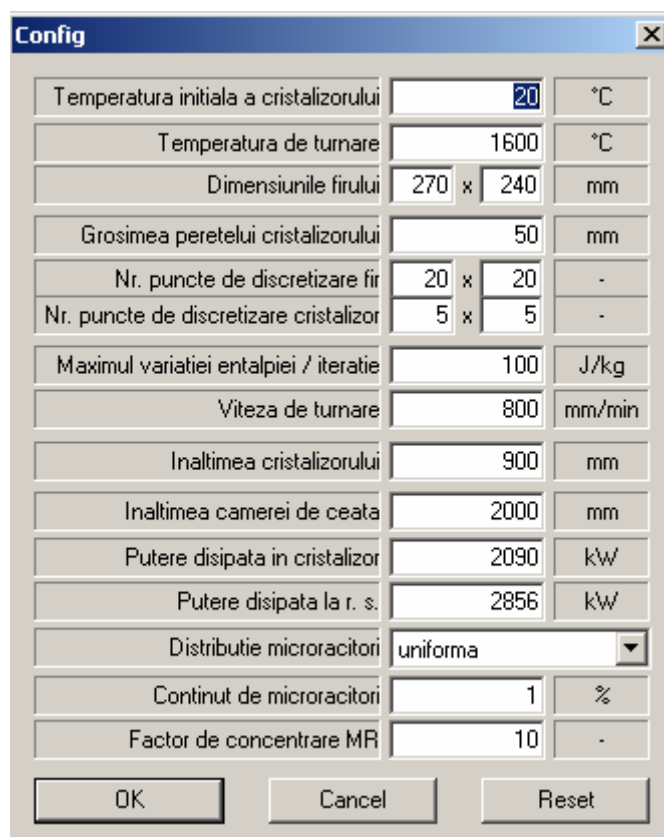 Config
Temperatura initiala a cristalizorului 20 °C
Temperatura de turnare 1600 °C
Dimensiunile firului 270 x 240 mm
Grosimea peretelui cristalizorului 50 mm
Nr. puncte de discretizare fir 20 x 20 -
Nr. puncte de discretizare cristalizor 5 x 5 -
Maximul variatiei entalpiei / iteratie 100 J/kg
Viteza de turnare 800 mm/min
Inaltimea cristalizorului 900 mm
Inaltimea camerei de ceata 2000 mm
Putere disipata in cristalizor 2090 kW
Putere disipata la r. s. 2856 kW
Distributie microracitori uniforma
Continut de microracitori 1 %
Factor de concentrare MR 10 -
OK Cancel Reset